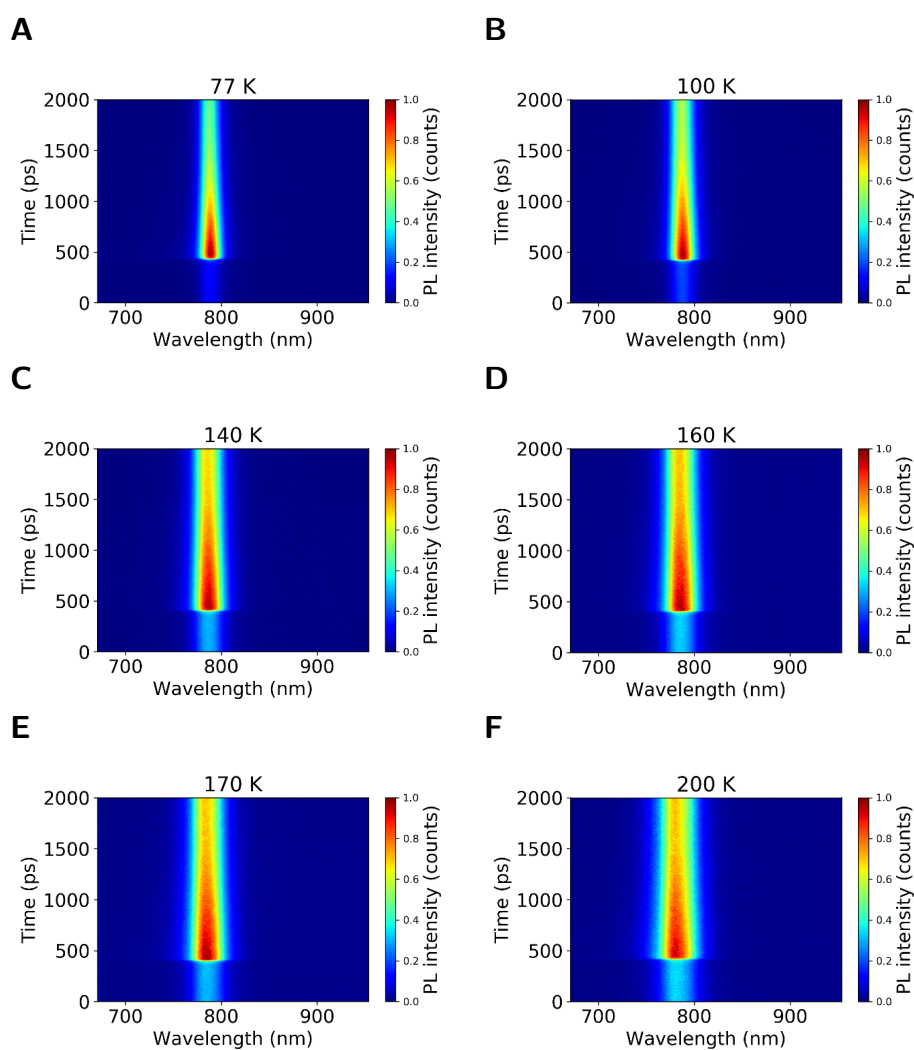 A
B
77 K
100 K
2000
1500
1000
500
0
Time (ps)
700
800
900
Wavelength (nm)
1.0
0.8
0.6
0.4
0.2
0.0
PL intensity (counts)
2000
1500
1000
500
0
Time (ps)
700
800
900
Wavelength (nm)
1.0
0.8
0.6
0.4
0.2
0.0
PL intensity (counts)
C
D
140 K
160 K
2000
1500
1000
500
0
Time (ps)
700
800
900
Wavelength (nm)
1.0
0.8
0.6
0.4
0.2
0.0
PL intensity (counts)
2000
1500
1000
500
0
Time (ps)
700
800
900
Wavelength (nm)
1.0
0.8
0.6
0.4
0.2
0.0
PL intensity (counts)
E
F
170 K
200 K
2000
1500
1000
500
0
Time (ps)
700
800
900
Wavelength (nm)
1.0
0.8
0.6
0.4
0.2
0.0
PL intensity (counts)
2000
1500
1000
500
0
Time (ps)
700
800
900
Wavelength (nm)
1.0
0.8
0.6
0.4
0.2
0.0
PL intensity (counts)